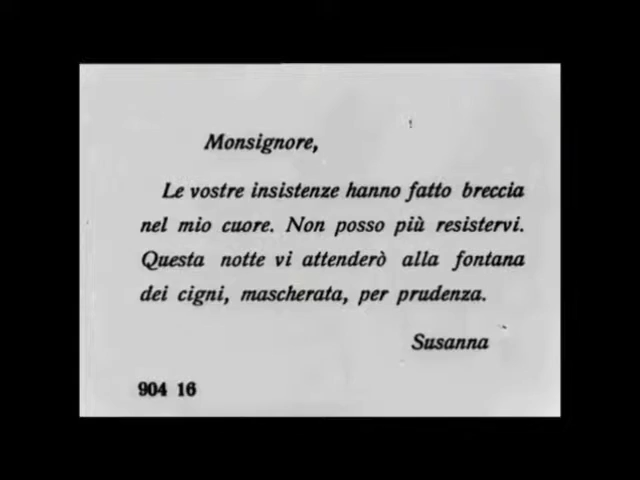 Monsignore,
Le vostre insistenze hanno fatto breccia
nel mio cuore. Non posso più resistervi.
Questa notte vi attenderò alla fontana
dei cigni, mascherata, per prudenza.
Susanna
904 16